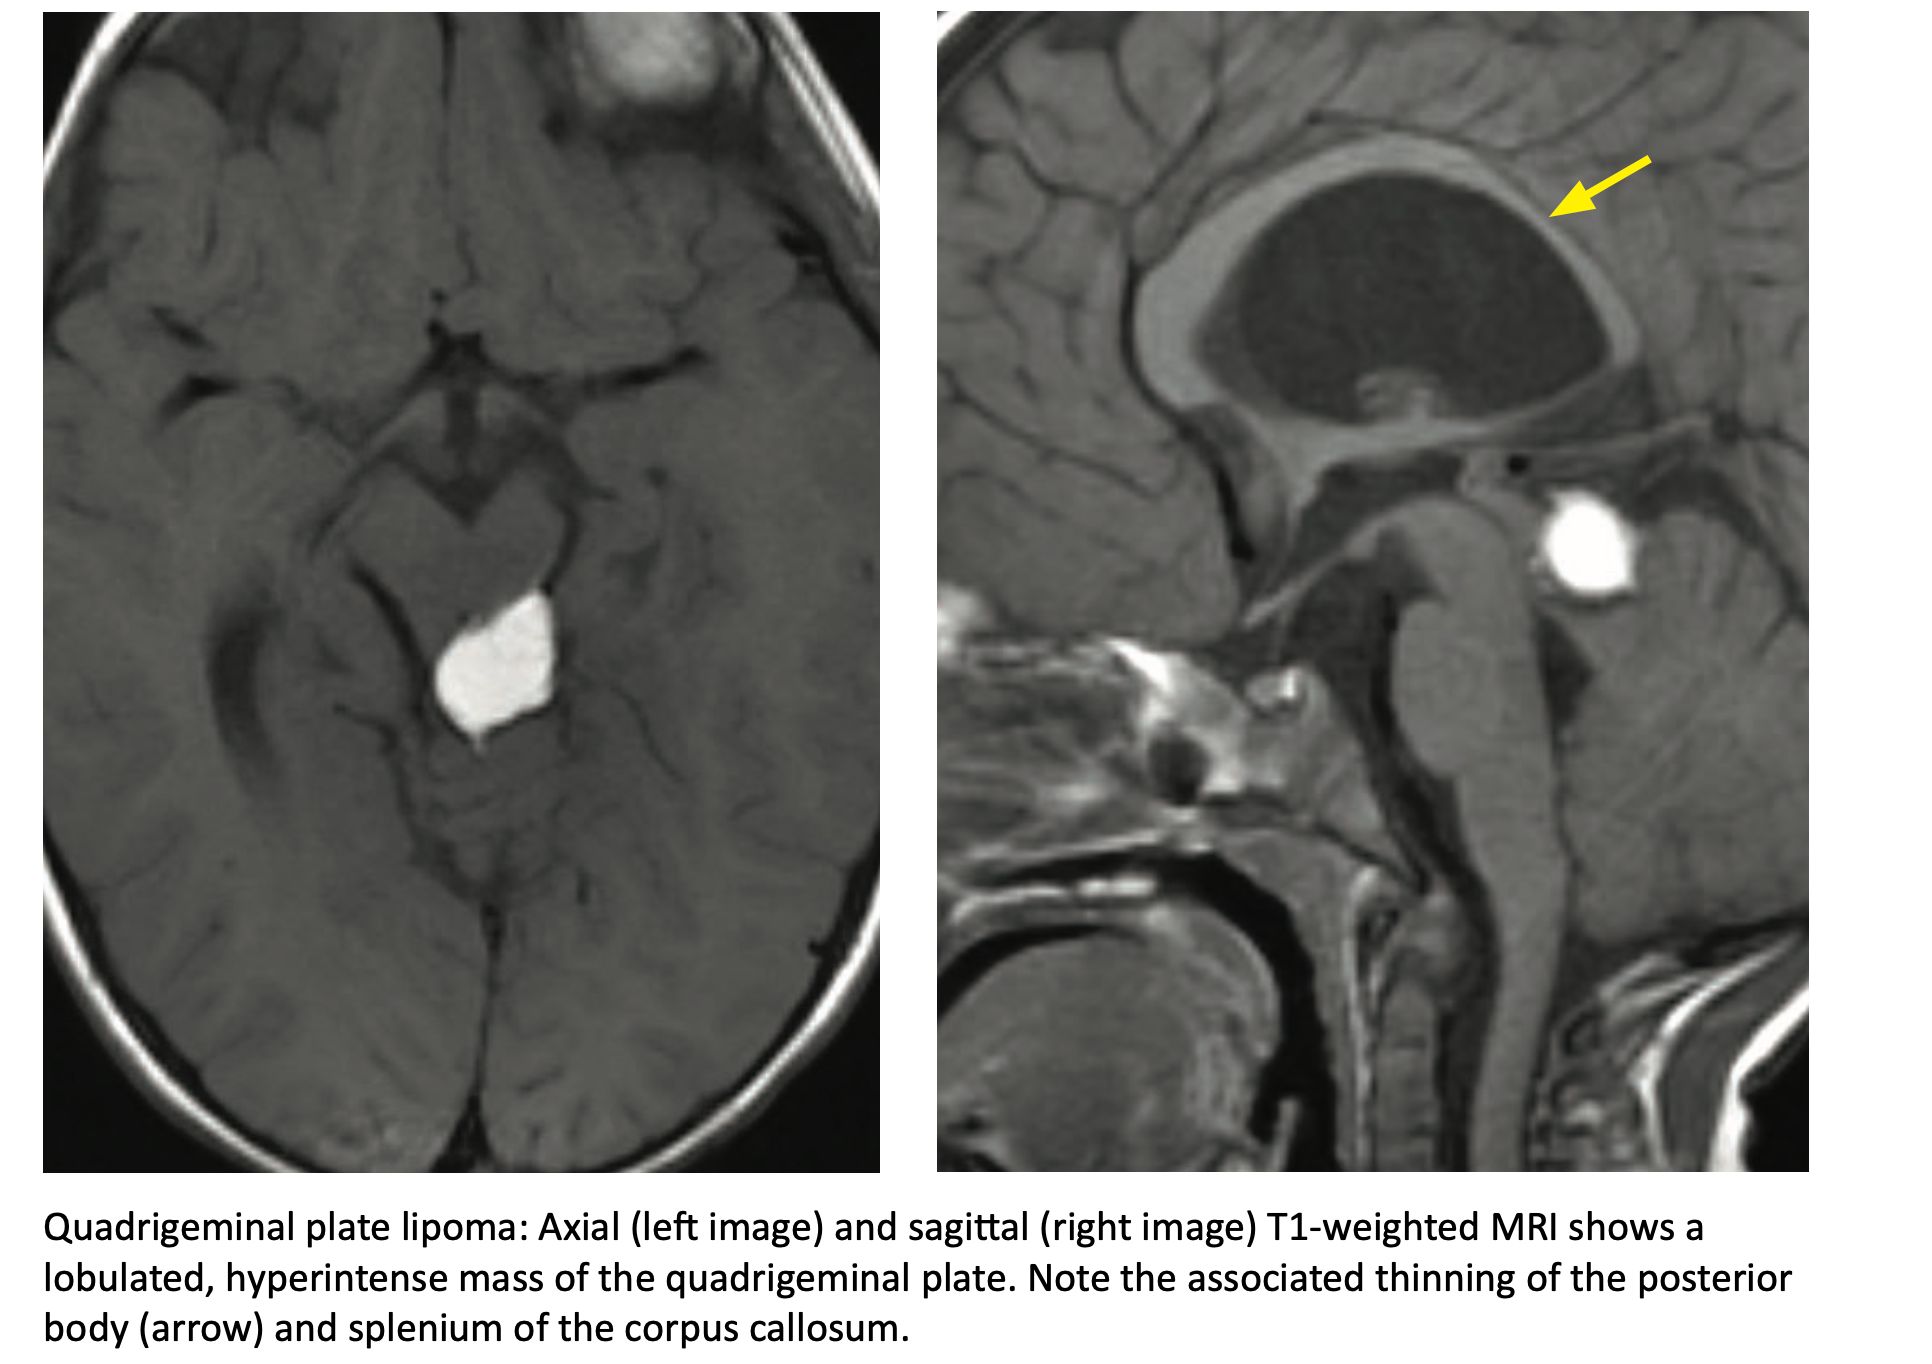 Quadrigeminal plate lipoma: Axial (left image) and sagittal (right image) T1-weighted MRI shows a
lobulated, hyperintense mass of the quadrigeminal plate. Note the associated thinning of the posterior
body (arrow) and splenium of the corpus callosum.